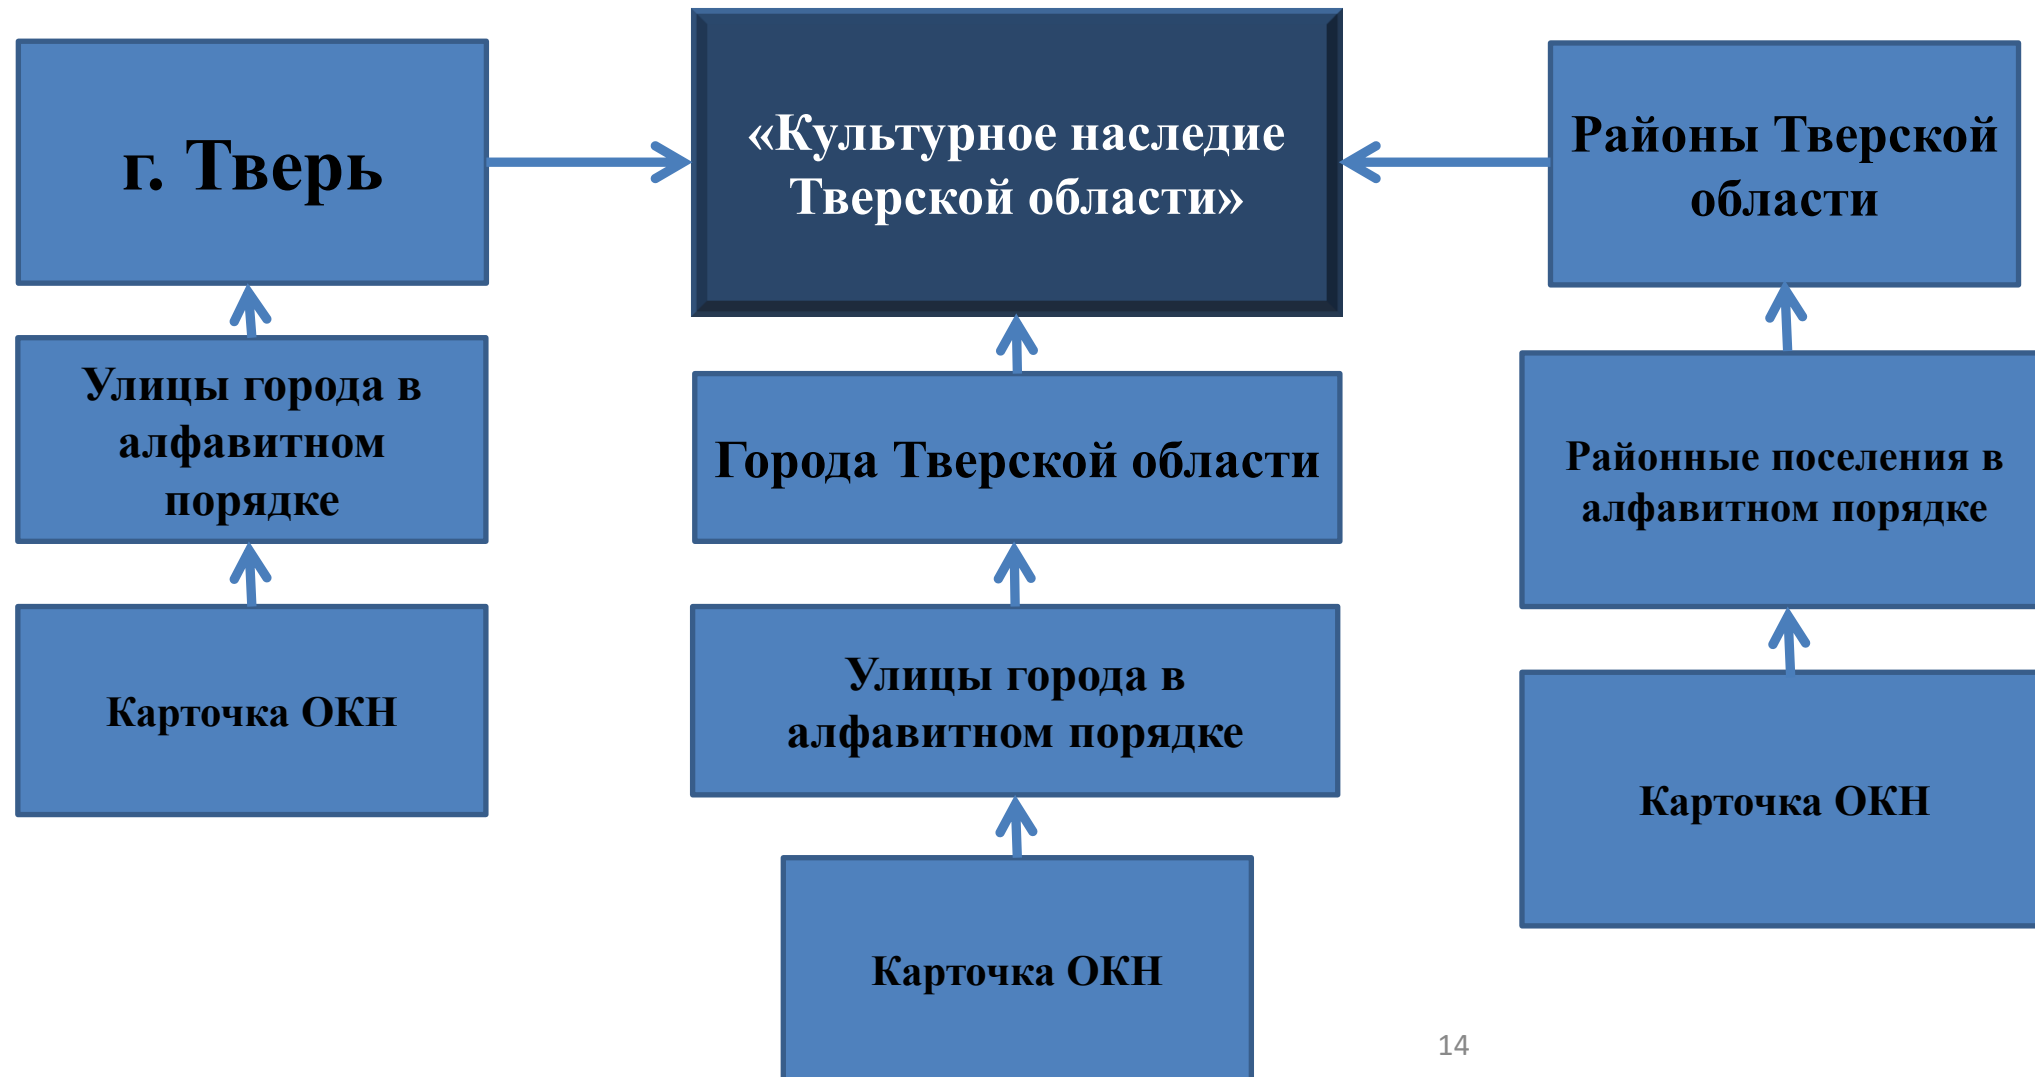 г. Тверь
«Культурное наследие
Тверской области»
Районы Тверской
области
Улицы города в
алфавитном
порядке
Города Тверской области
Районные поселения в
алфавитном порядке
Карточка ОКН
Улицы города в
алфавитном порядке
Карточка ОКН
Карточка ОКН
14